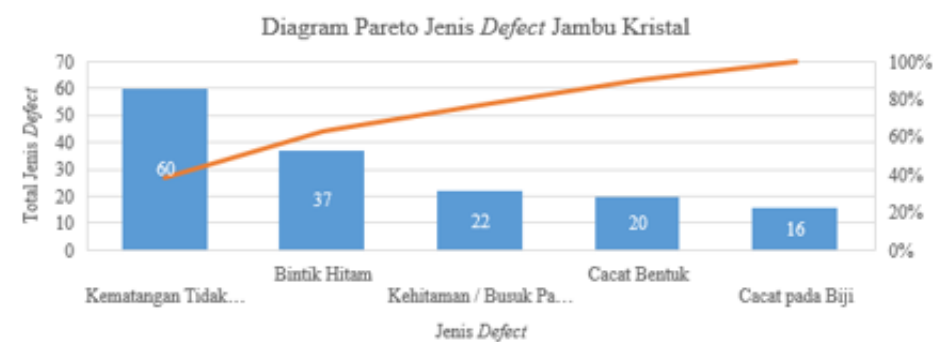 Diagram Pareto Jenis Defect Jambu Kristal
Total Jenis Defect
70
60
50
40
30
20
10
0
100%
80%
60%
40%
20%
0%
60
37
22
20
16
Kematangan Tidak...
Bintik Hitam
Kehitaman / Busuk Pa...
Cacat Bentuk
Cacat pada Biji
Jenis Defect